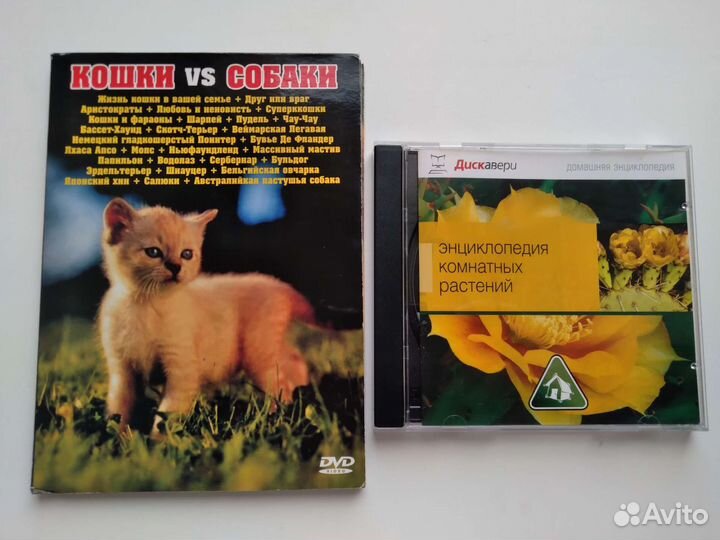 КОШКИ VS СОБАКИ
Жизнь кошки в вашей семье + Друг или враг
Аристократы + Любовь и ненависть + Суперкошки
Кошки и фараоны + Шарпей + Пудель + Чау-Чау
Бассет-Хаунд + Скотч-Терьер + Веймарская Легавая
Немецкий гладкошерстый Поинтер + Бувье Де Фландер
Лхаса Апсо + Мопс + Ньюфаундленд + Массивный мастив
Папильон + Водолаз + Сербернар + Бульдог
Эрдельтерьер + Шнауцер + Бельгийская овчарка
Японский хин + Салюки + Австралийкая пастушья собака
DVD
VIDEO
Дискавери
ДОМАШНЯЯ ЭНЦИКЛОПЕДИЯ
ЭНЦИКЛОПЕДИЯ
КОМНАТНЫХ
РАСТЕНИЙ
Avito